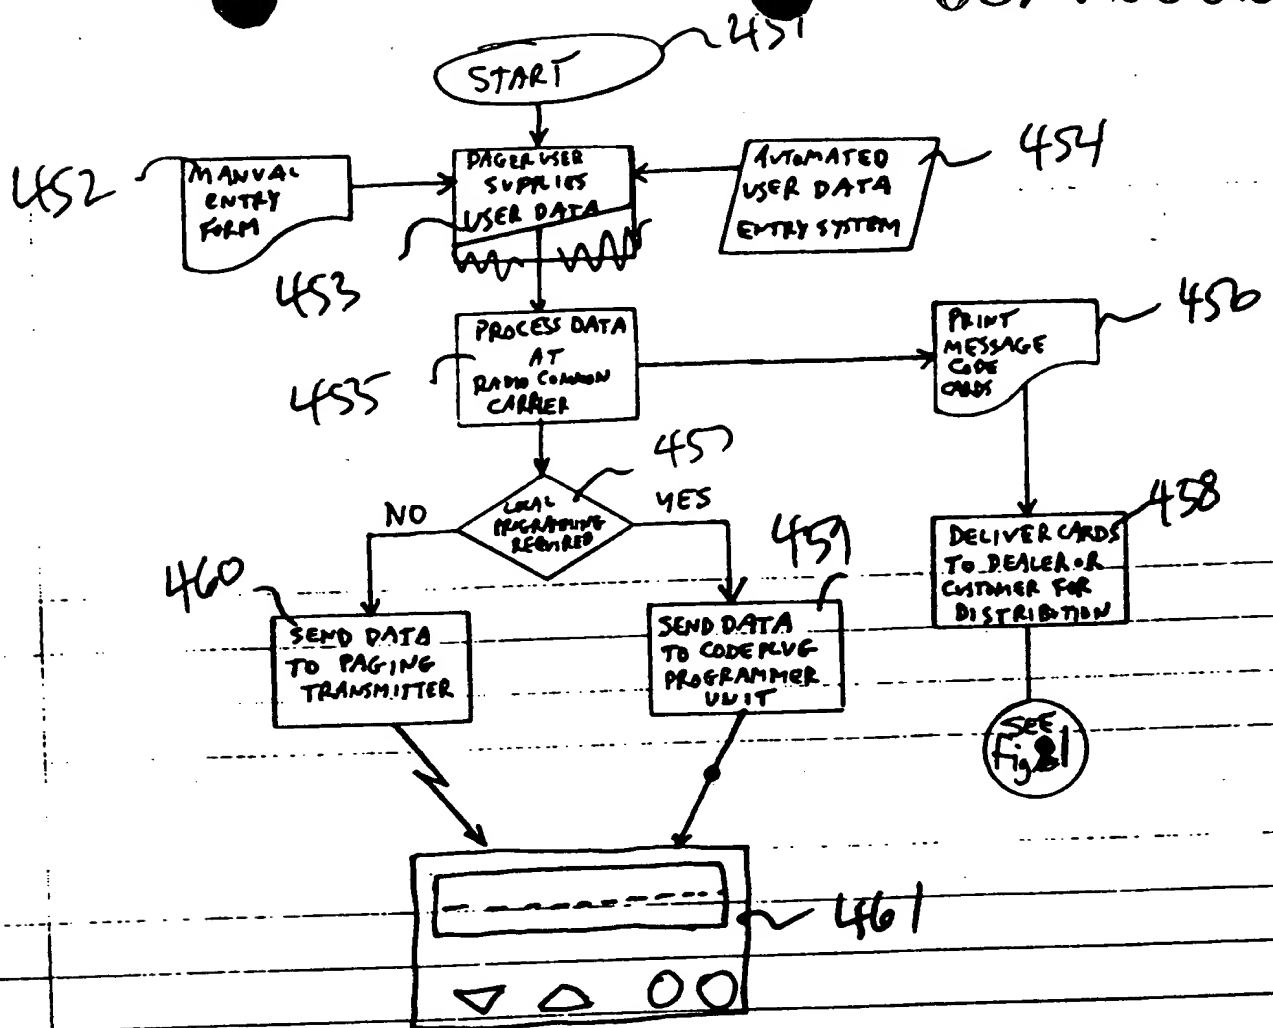 451
START
452
MANUAL
ENTRY
FORM
PAGER USER
SUPPLIES
USER DATA
453
AUTOMATED
USER DATA
ENTRY SYSTEM
454
PROCESS DATA
AT
RADIO COMMON
CARRIER
455
PRINT
MESSAGE
CODE
CARDS
456
457
LOCAL
PROGRAMMING
REQUIRED
NO
YES
458
DELIVER CARDS
TO DEALER OR
CUSTOMER FOR
DISTRIBUTION
460
SEND DATA
TO PAGING
TRANSMITTER
459
SEND DATA
TO CODEPLUG
PROGRAMMER
UNIT
SEE
461